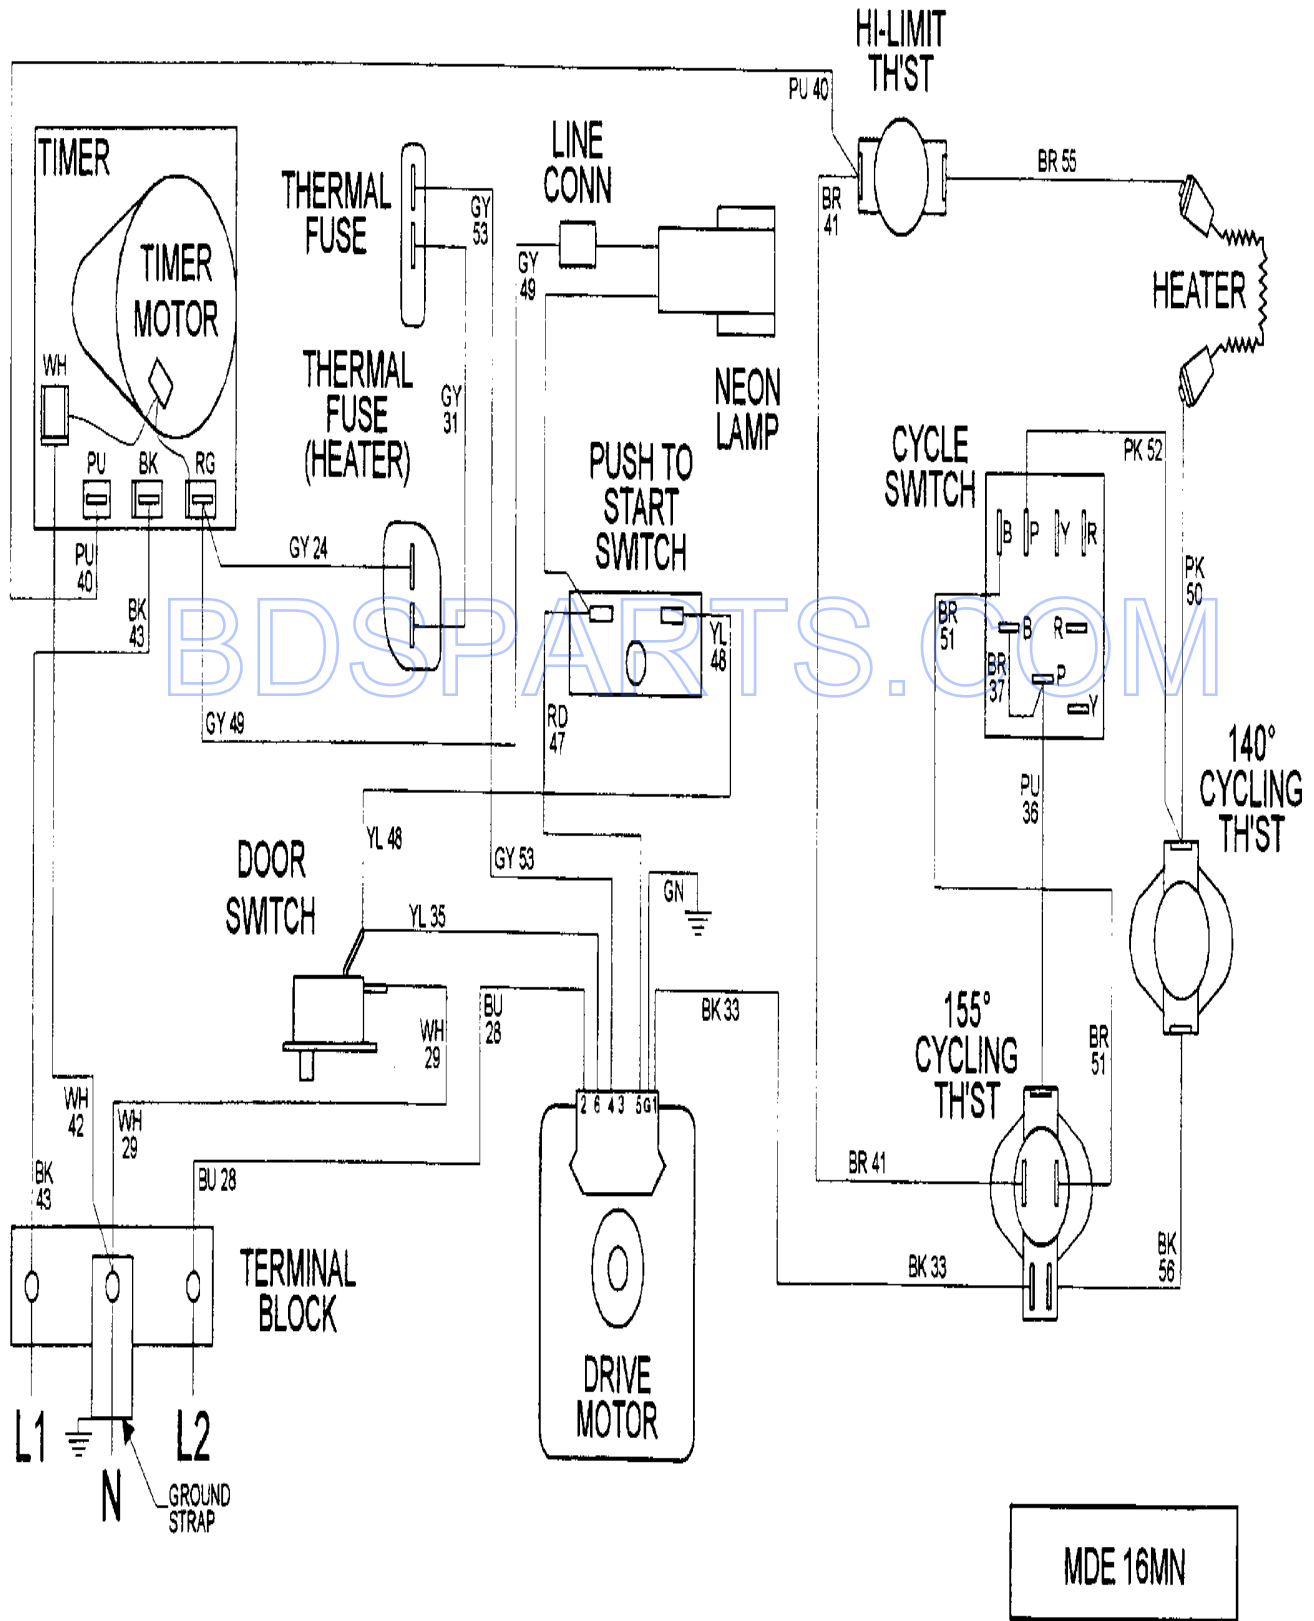 HI-LIMIT
TH'ST
PU 40
TIMER
THERMAL
FUSE
GY
53
LINE
CONN
BR
41
BR 55
TIMER
MOTOR
GY
49
HEATER
WH
THERMAL
FUSE
(HEATER)
GY
31
NEON
LAMP
PU
BK
RG
PUSH TO
START
SWITCH
CYCLE
SWITCH
PK 52
B
P
Y
R
GY 24
PU
40
BK
43
PK
50
BR
51
B
R
BR
37
P
Y
YL
48
BDSPARTS.COM
GY 49
RD
47
PU
36
140°
CYCLING
TH'ST
YL 48
DOOR
SWITCH
GY 53
GN
YL 35
WH
29
BU
28
BK 33
155°
CYCLING
TH'ST
BR
51
WH
42
WH
29
2 6 4 3 5 G 1
BK
43
BU 28
BR 41
TERMINAL
BLOCK
BK 33
BK
56
DRIVE
MOTOR
L1
N
L2
GROUND
STRAP
MDE 16MN